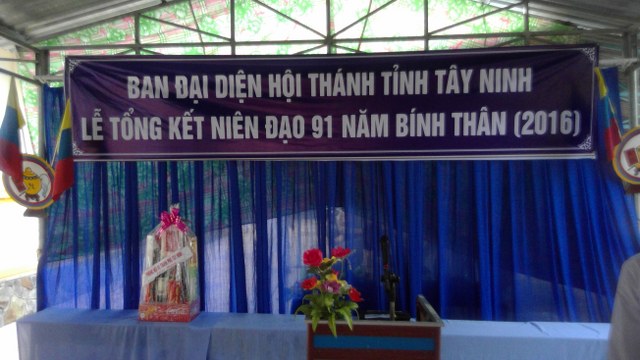 BAN ĐẠI DIỆN HỘI THÁNH TỈNH TÂY NINH
LỄ TỔNG KẾT NIÊN ĐẠO 91 NĂM BÍNH THÂN (2016)